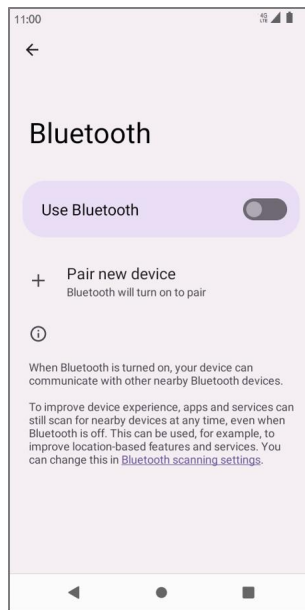 11:00
4G
LTE
Bluetooth
Use Bluetooth
Pair new device
Bluetooth will turn on to pair
When Bluetooth is turned on, your device can
communicate with other nearby Bluetooth devices.
To improve device experience, apps and services can
still scan for nearby devices at any time, even when
Bluetooth is off. This can be used, for example, to
improve location-based features and services. You
can change this in Bluetooth scanning settings.